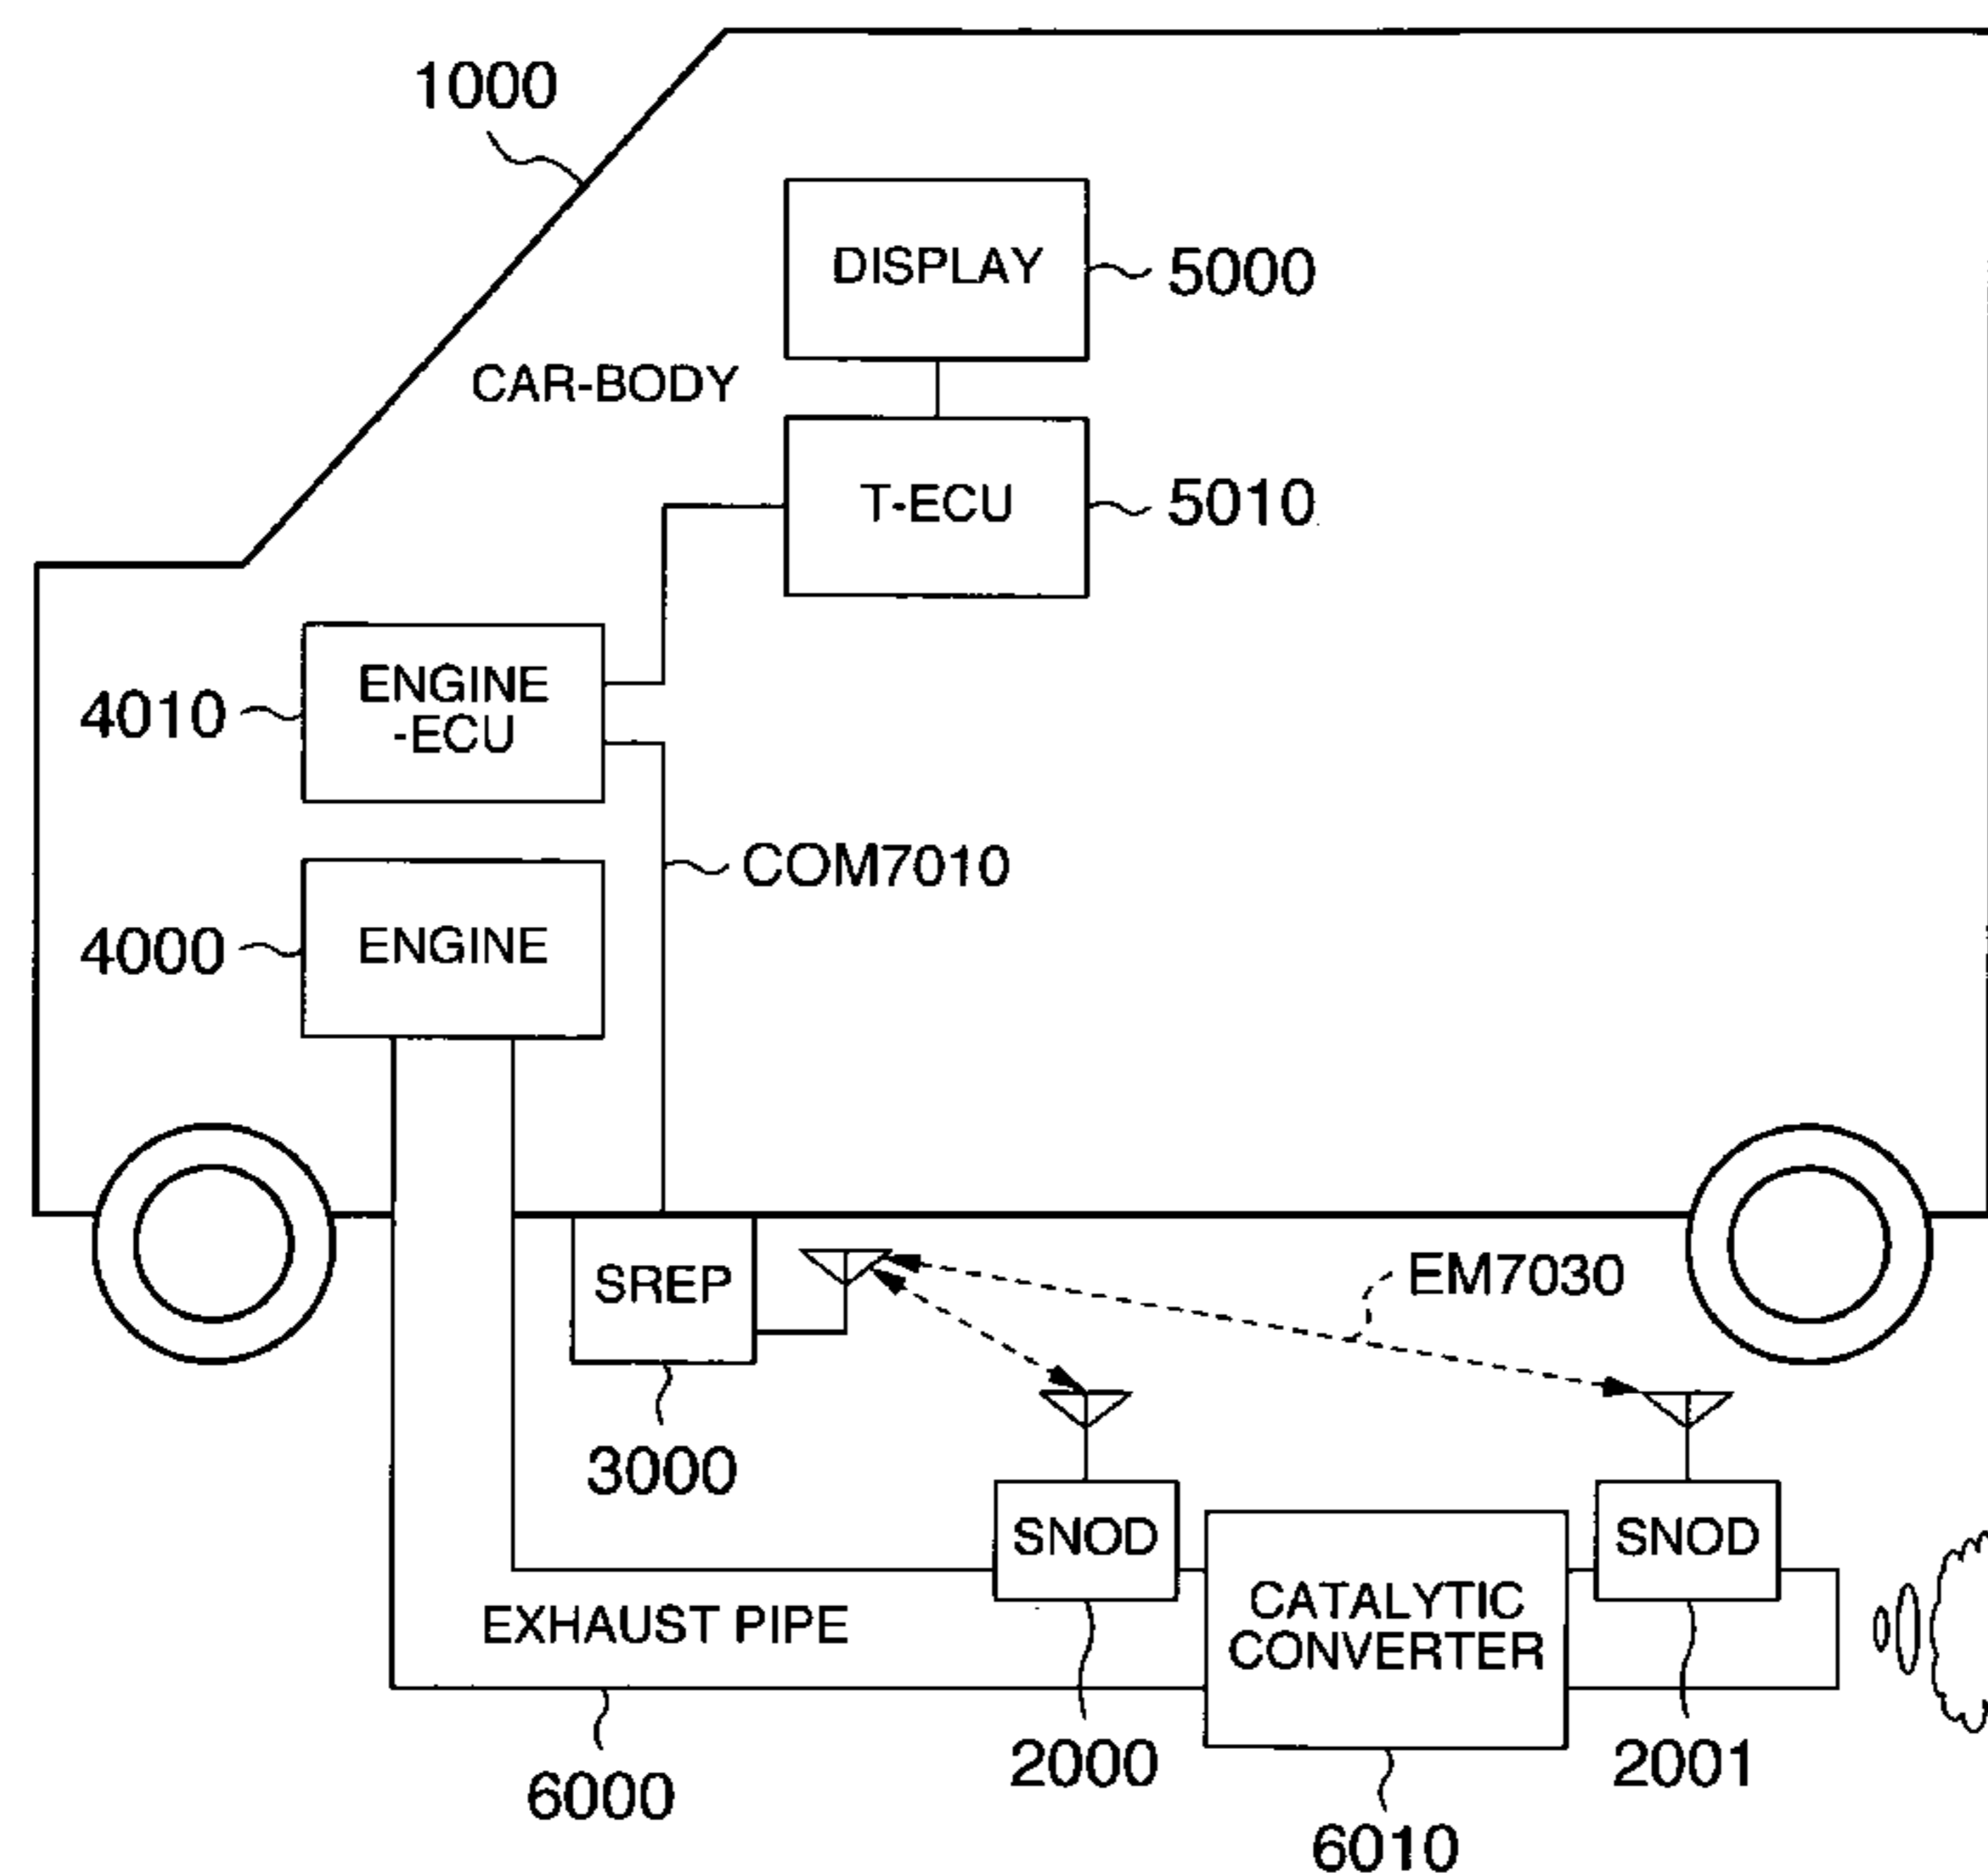 1000
DISPLAY
5000
CAR-BODY
T-ECU
5010
ENGINE
-ECU
4010
COM7010
ENGINE
4000
SREP
EM7030
3000
SNOD
SNOD
CATALYTIC
CONVERTER
EXHAUST PIPE
2000
2001
6000
6010